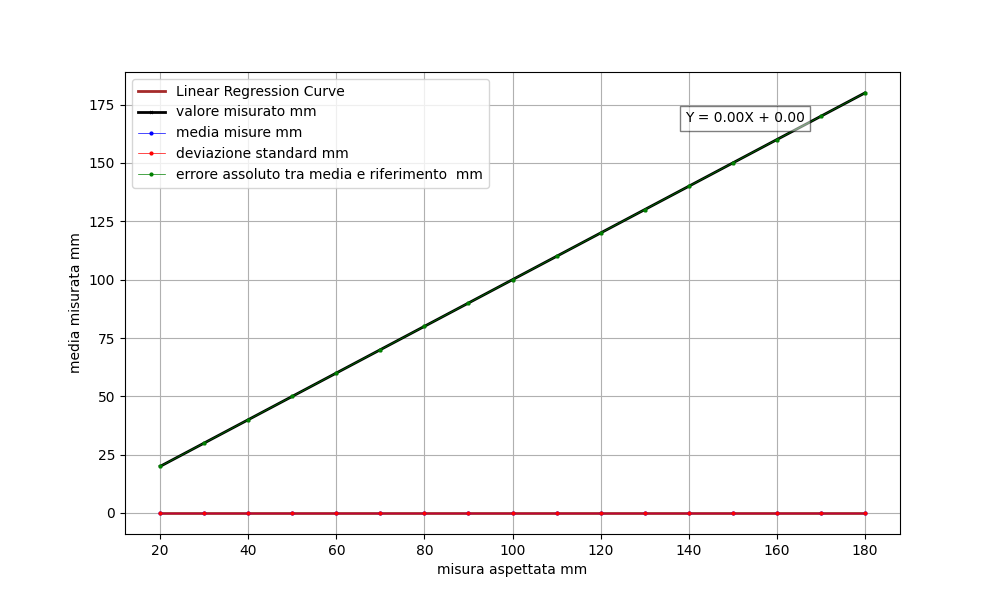 Linear Regression Curve
valore misurato mm
media misure mm
deviazione standard mm
errore assoluto tra media e riferimento  mm
Y = 0.00X + 0.00
175
150
125
100
75
50
25
0
media misurata mm
20 40 60 80 100 120 140 160 180
misura aspettata mm